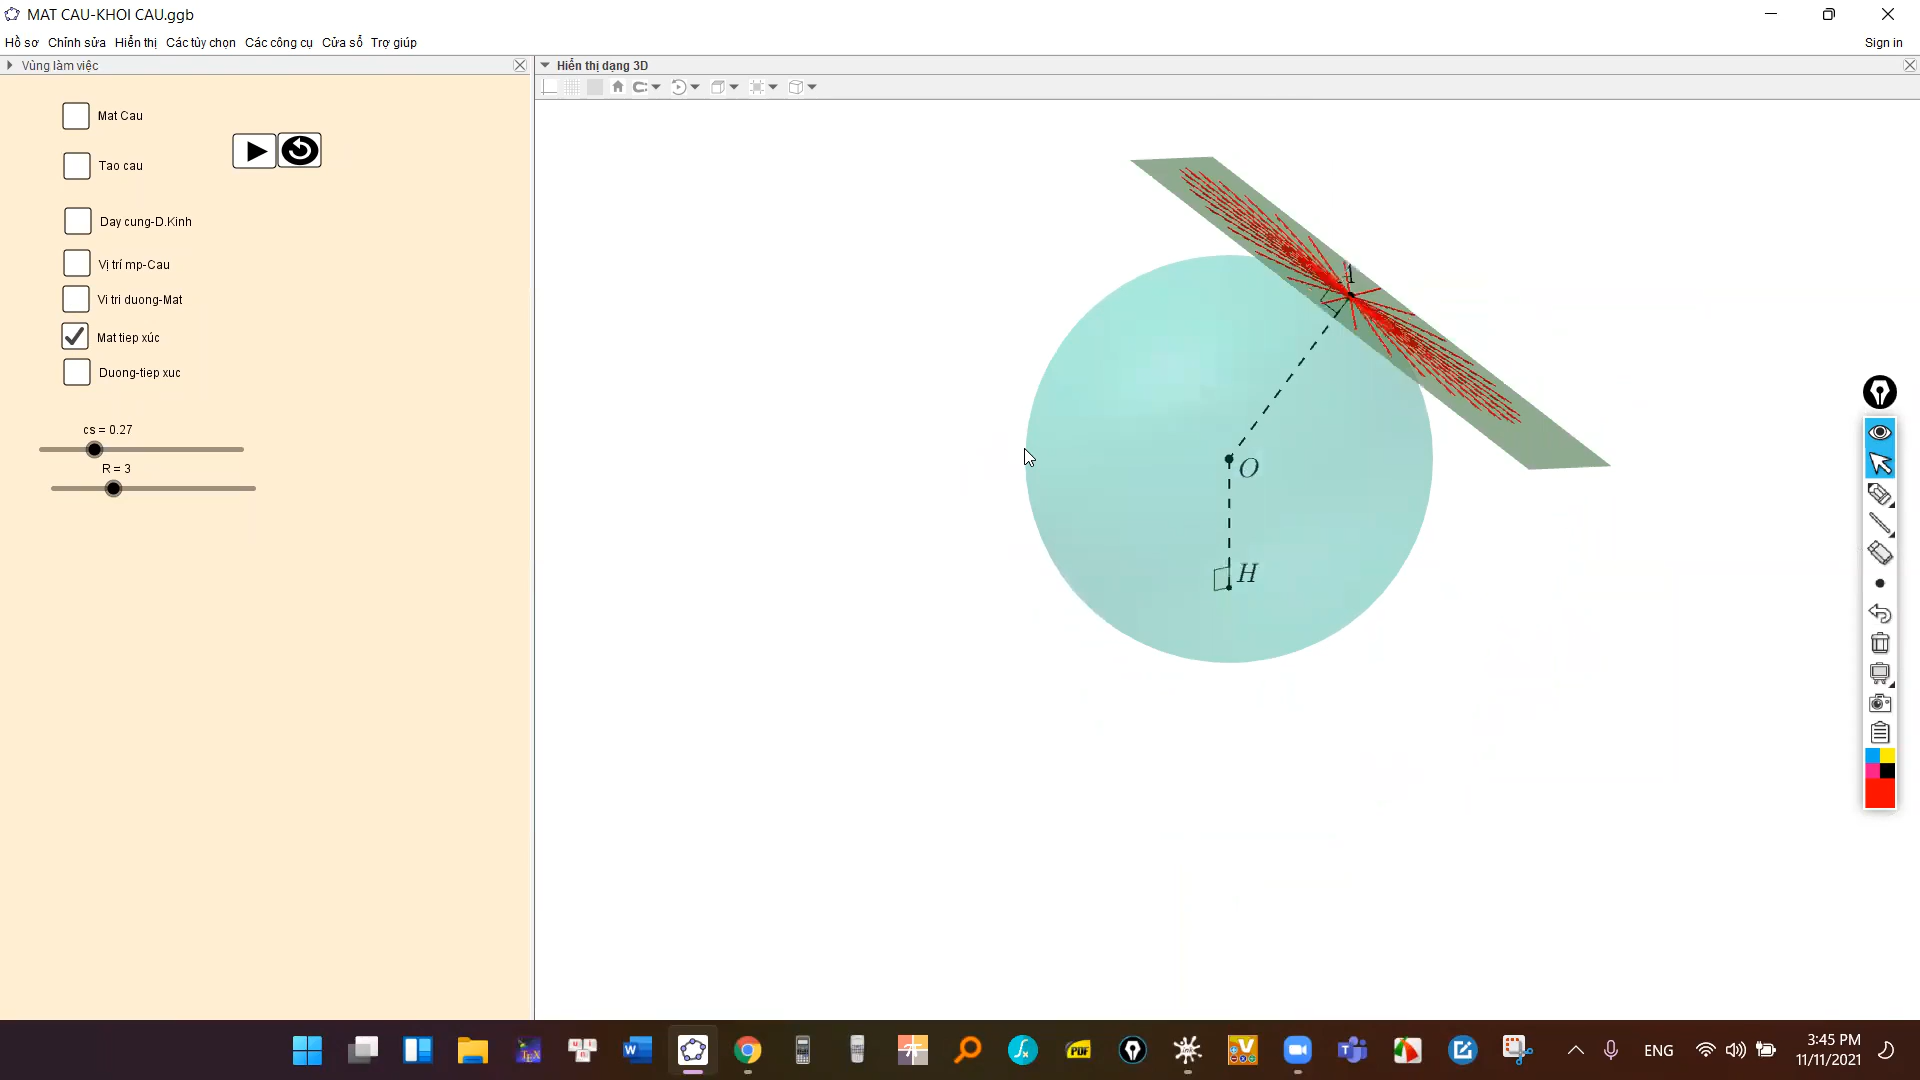 MAT CAU-KHOI CAU.ggb
Hồ sơ Chỉnh sửa Hiển thị Các tùy chọn Các công cụ Cửa sổ Trợ giúp
Sign in
Vùng làm việc
Hiển thị dạng 3D
Mat Cau
Tao cau
Day cung-D.Kinh
Vị trí mp-Cau
Vi tri duong-Mat
Mat tiep xúc
Duong-tiep xuc
cs = 0.27
R = 3
A
O
H
ENG
3:45 PM
11/11/2021